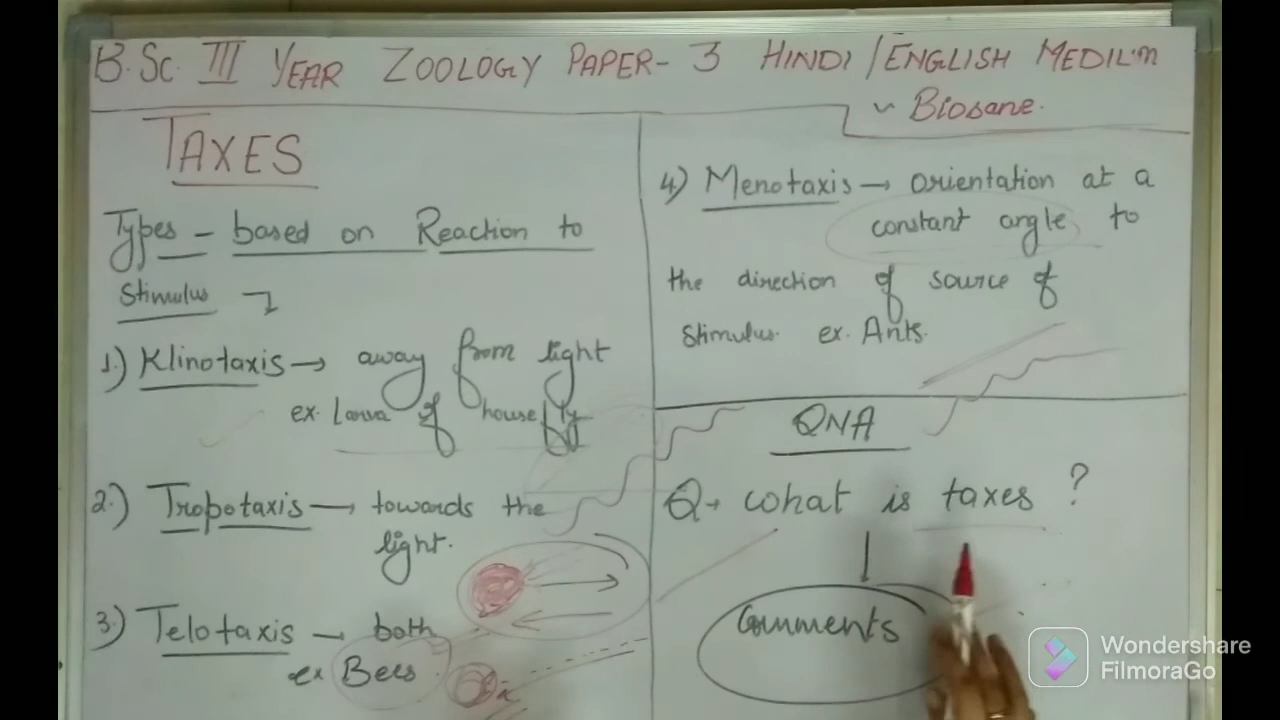 B.Sc. III YEAR ZOOLOGY PAPER-3 HINDI/ENGLISH MEDIUM
~ Biosane.
TAXES
Types - based on Reaction to
Stimulus
1.) Klinotaxis → away from light
ex. Larva of housefly
2.) Tropotaxis → towards the
light.
3.) Telotaxis → both
ex Bees
4.) Menotaxis → orientation at a
constant angle to
the direction of source of
Stimulus. ex. Ants.
QNA
Q → what is taxes ?
Comments
Wondershare
FilmoraGo